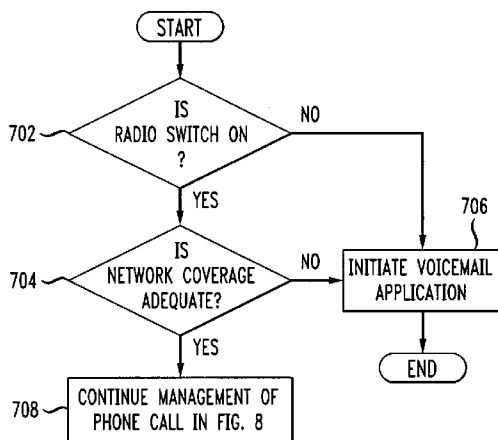 START
702
IS
RADIO SWITCH ON
?
NO
YES
706
704
IS
NETWORK COVERAGE
ADEQUATE?
NO
INITIATE VOICEMAIL
APPLICATION
YES
END
708
CONTINUE MANAGEMENT OF
PHONE CALL IN FIG. 8